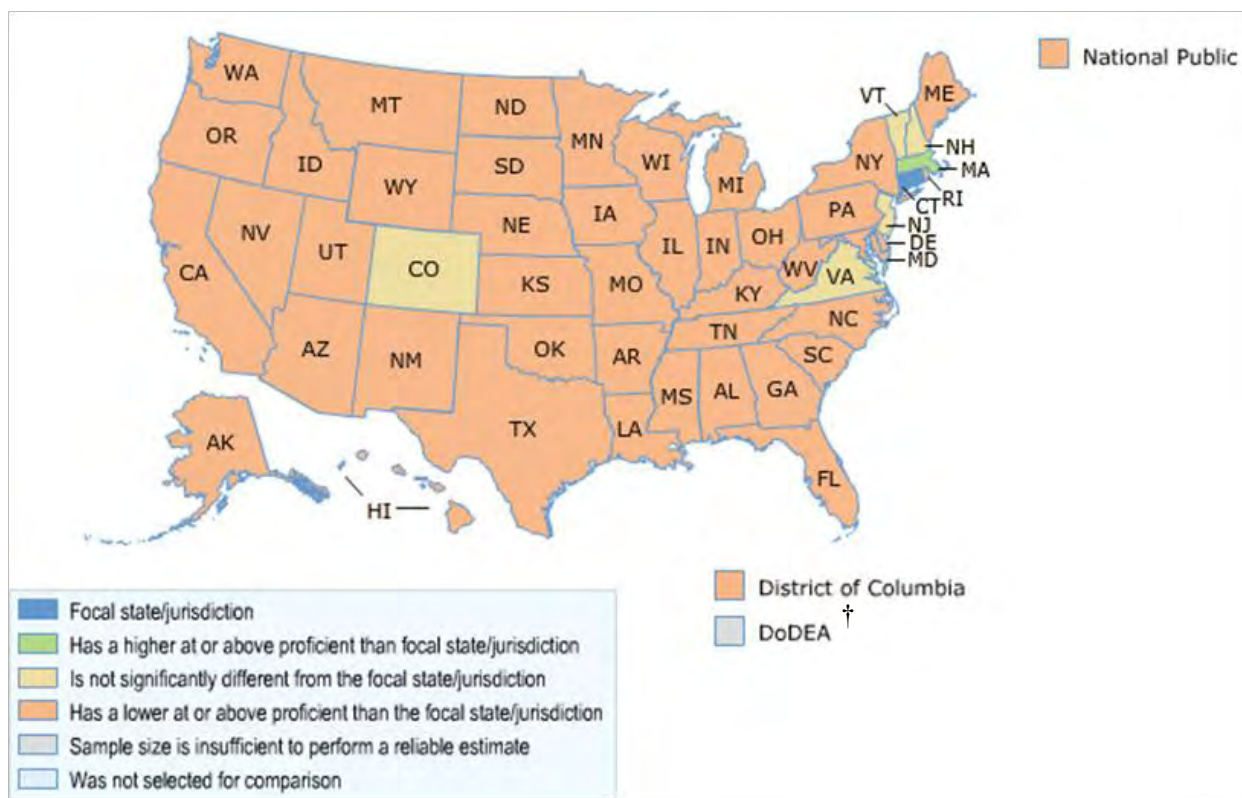 National Public
WA
MT
ND
MN
VT
ME
OR
ID
SD
WI
NY
NH
MA
WY
MI
RI
CT
IA
NE
PA
NJ
NV
UT
CO
IL
IN
OH
DE
MD
CA
KS
MO
WV
VA
KY
NC
TN
AZ
NM
OK
AR
SC
MS
AL
GA
TX
LA
AK
FL
HI
District of Columbia
DoDEA †
Focal state/jurisdiction
Has a higher at or above proficient than focal state/jurisdiction
Is not significantly different from the focal state/jurisdiction
Has a lower at or above proficient than the focal state/jurisdiction
Sample size is insufficient to perform a reliable estimate
Was not selected for comparison